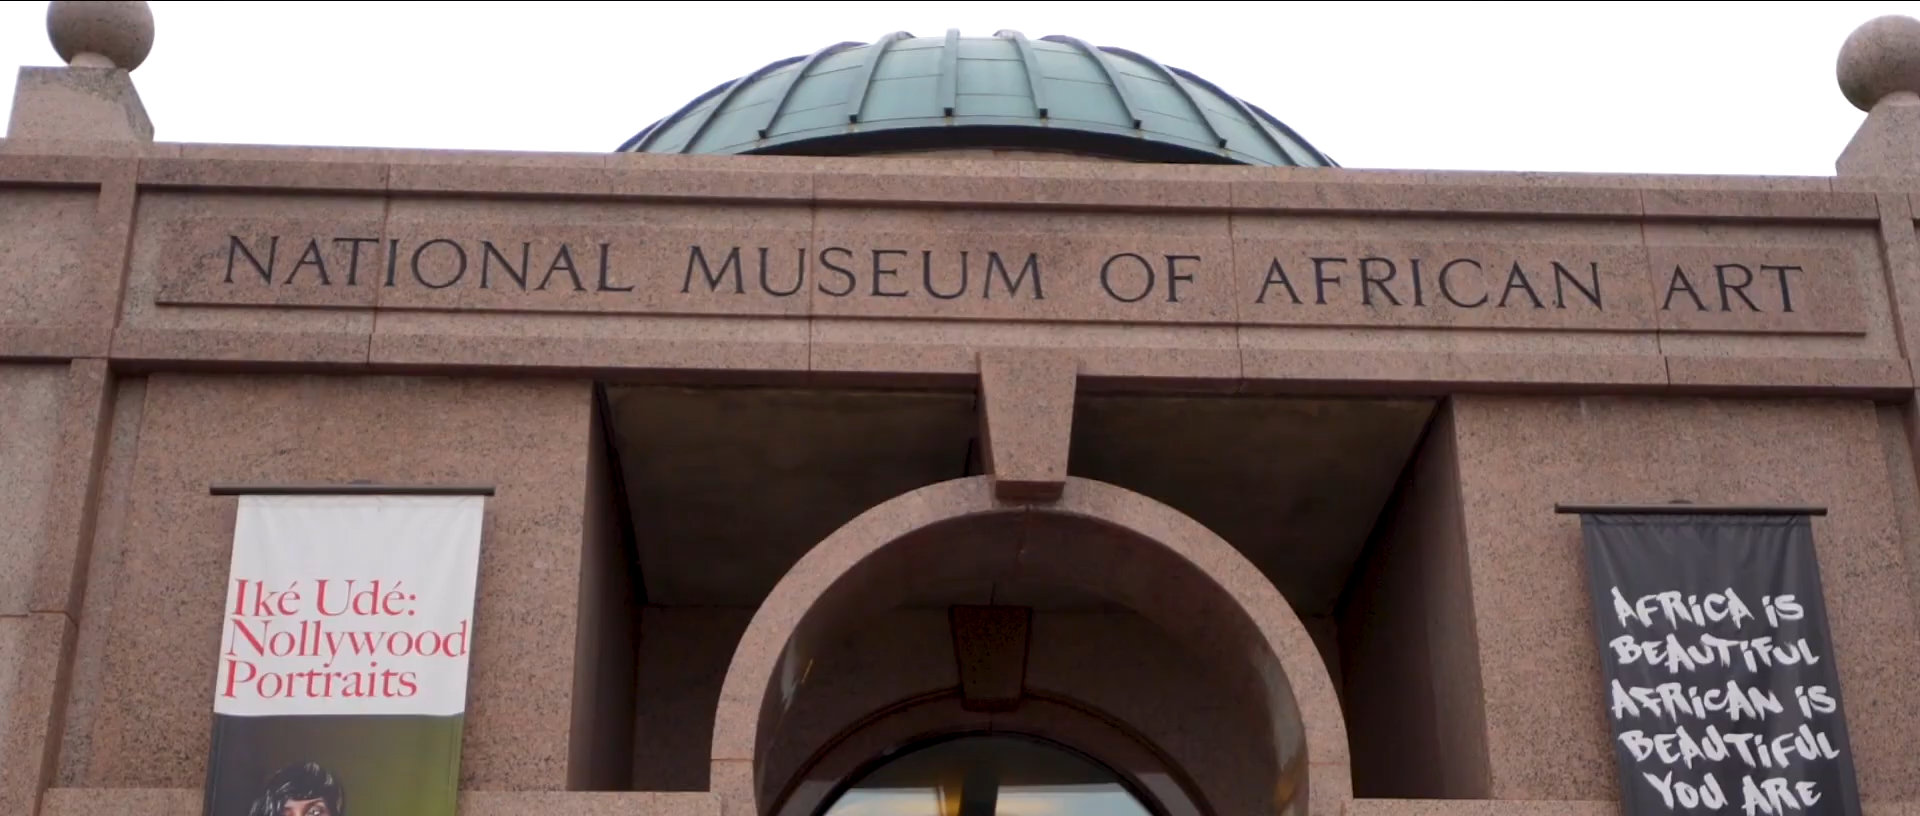 NATIONAL MUSEUM OF AFRICAN ART
Iké Udé:
Nollywood
Portraits
AFRiCA iS
BEAUTiFUL
AFRiCAN iS
BEAUTiFUL
YOU ARE